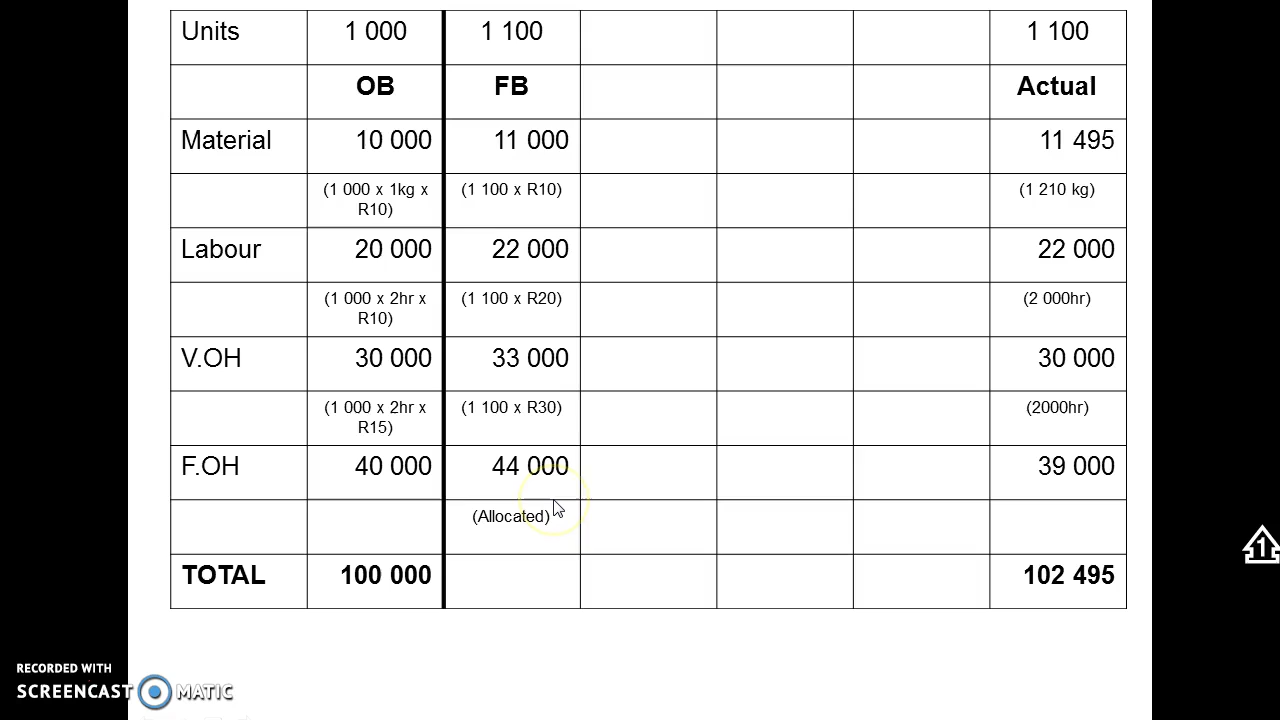 Units 1 000 1 100 1 100
OB FB Actual
Material 10 000 11 000 11 495
(1 000 x 1kg x (1 100 x R10) (1 210 kg)
R10)
Labour 20 000 22 000 22 000
(1 000 x 2hr x (1 100 x R20) (2 000hr)
R10)
V.OH 30 000 33 000 30 000
(1 000 x 2hr x (1 100 x R30) (2000hr)
R15)
F.OH 40 000 44 000 39 000
(Allocated)
TOTAL 100 000 102 495
1
RECORDED WITH
SCREENCAST MATIC